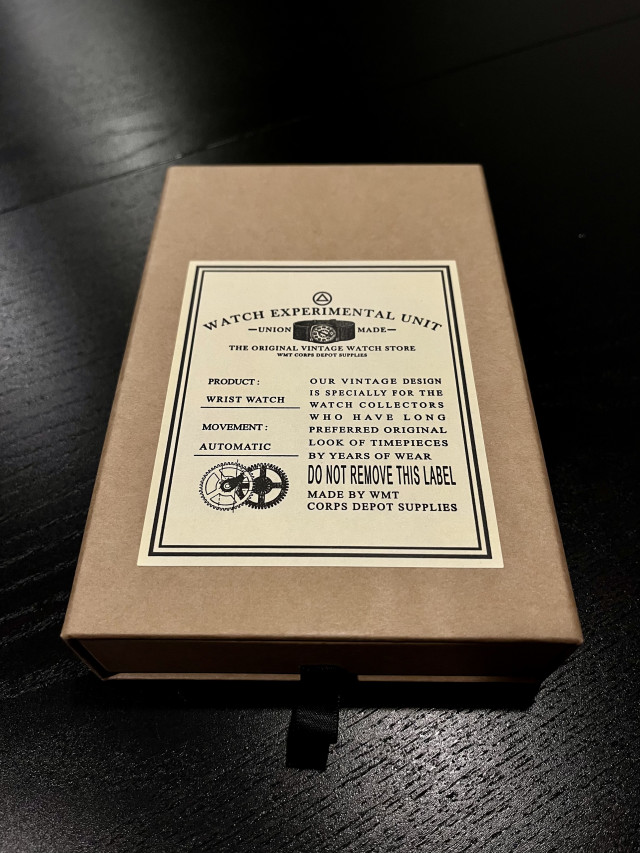 WATCH EXPERIMENTAL UNIT
UNION MADE
THE ORIGINAL VINTAGE WATCH STORE
WMT CORPS DEPOT SUPPLIES
PRODUCT :
WRIST WATCH
MOVEMENT :
AUTOMATIC
OUR VINTAGE DESIGN
IS SPECIALLY FOR THE
WATCH COLLECTORS
WHO HAVE LONG
PREFERRED ORIGINAL
LOOK OF TIMEPIECES
BY YEARS OF WEAR
DO NOT REMOVE THIS LABEL
MADE BY WMT
CORPS DEPOT SUPPLIES